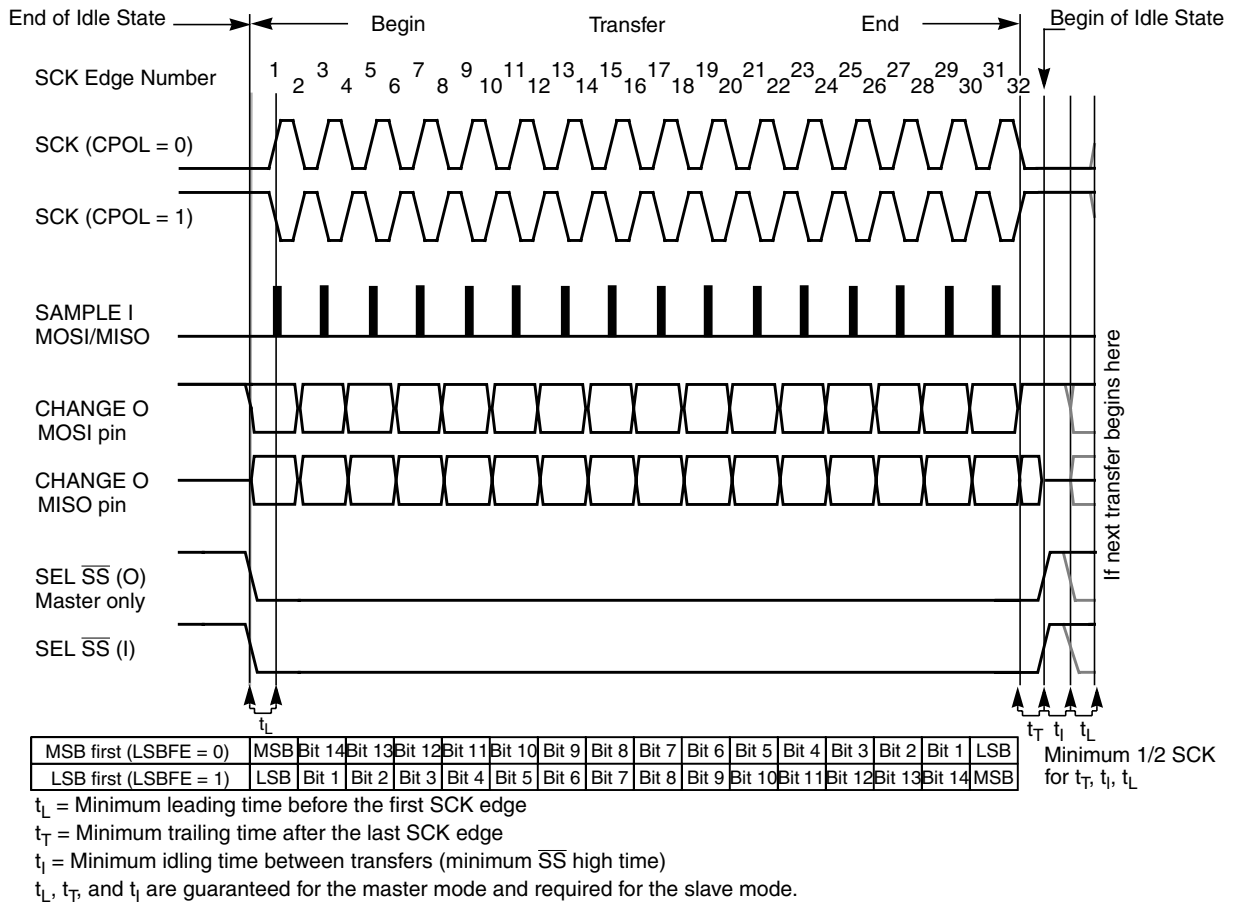 End of Idle State
Begin
Transfer
End
Begin of Idle State
SCK Edge Number
1 3 5 7 9 11 13 15 17 19 21 23 25 27 29 31
2 4 6 8 10 12 14 16 18 20 22 24 26 28 30 32
SCK (CPOL = 0)
SCK (CPOL = 1)
SAMPLE I
MOSI/MISO
CHANGE O
MOSI pin
CHANGE O
MISO pin
SEL SS (O)
Master only
SEL SS (I)
If next transfer begins here
tL
tT tI tL
MSB first (LSBFE = 0) MSB Bit 14 Bit 13 Bit 12 Bit 11 Bit 10 Bit 9 Bit 8 Bit 7 Bit 6 Bit 5 Bit 4 Bit 3 Bit 2 Bit 1 LSB
LSB first (LSBFE = 1) LSB Bit 1 Bit 2 Bit 3 Bit 4 Bit 5 Bit 6 Bit 7 Bit 8 Bit 9 Bit 10 Bit 11 Bit 12 Bit 13 Bit 14 MSB
Minimum 1/2 SCK
for tT, tI, tL
tL = Minimum leading time before the first SCK edge
tT = Minimum trailing time after the last SCK edge
tI = Minimum idling time between transfers (minimum SS high time)
tL, tT, and tI are guaranteed for the master mode and required for the slave mode.